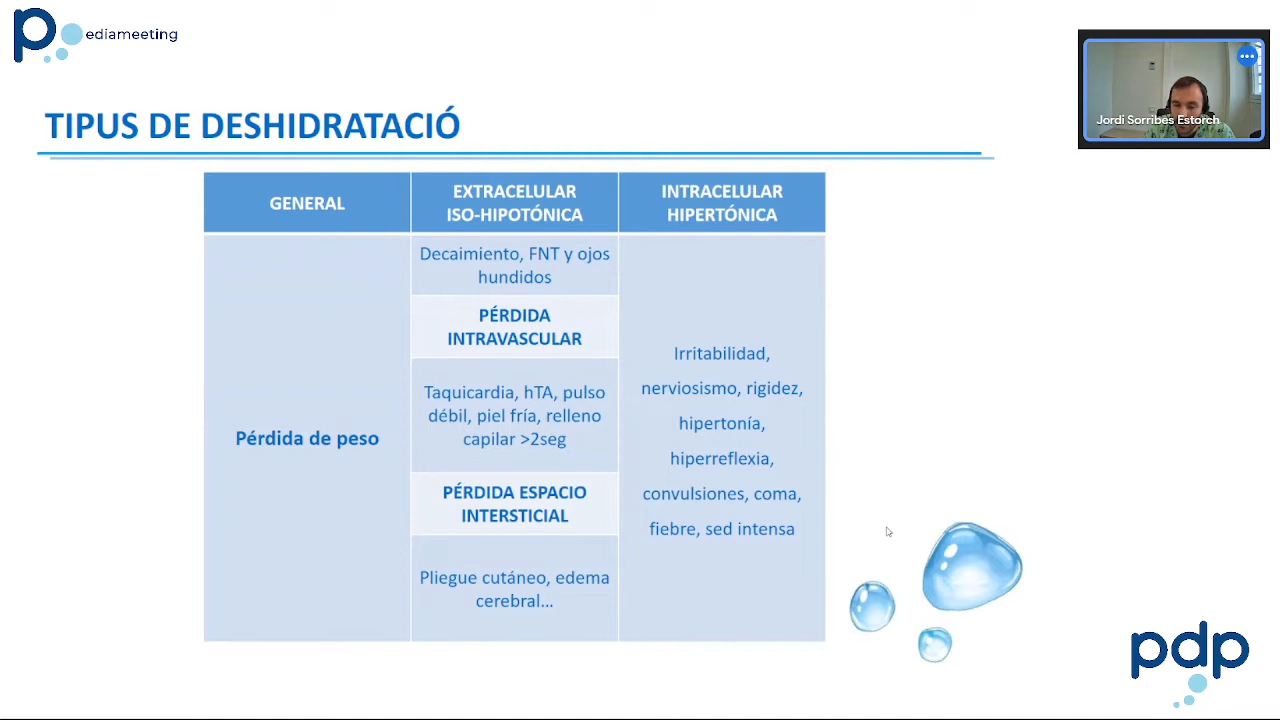 pediameeting
Jordi Sorribes Estorch
TIPUS DE DESHIDRATACIÓ
GENERAL
EXTRACELULAR
ISO-HIPOTÓNICA
INTRACELULAR
HIPERTÓNICA
Pérdida de peso
Decaimiento, FNT y ojos
hundidos
PÉRDIDA
INTRAVASCULAR
Taquicardia, hTA, pulso
débil, piel fría, relleno
capilar >2seg
PÉRDIDA ESPACIO
INTERSTICIAL
Pliegue cutáneo, edema
cerebral...
Irritabilidad,
nerviosismo, rigidez,
hipertonía,
hiperreflexia,
convulsiones, coma,
fiebre, sed intensa
pdp